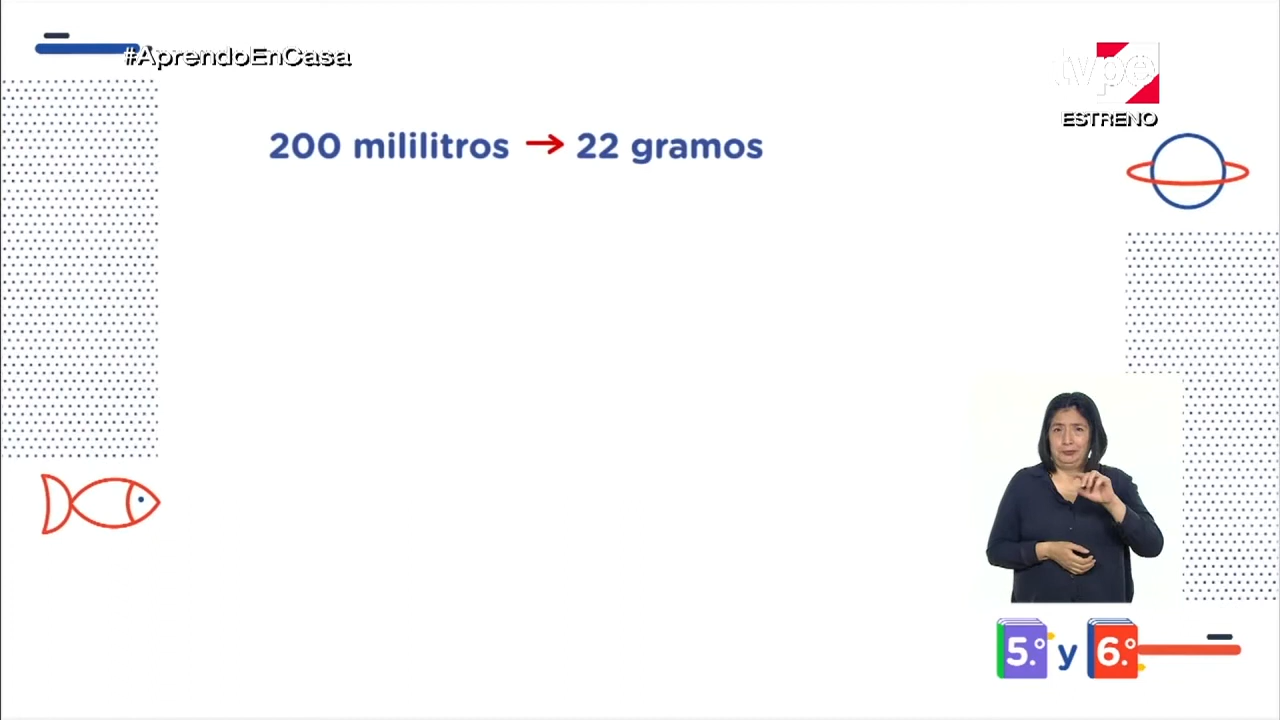 #AprendoEnCasa
tvpe
ESTRENO
200 mililitros → 22 gramos
5.° y 6.°